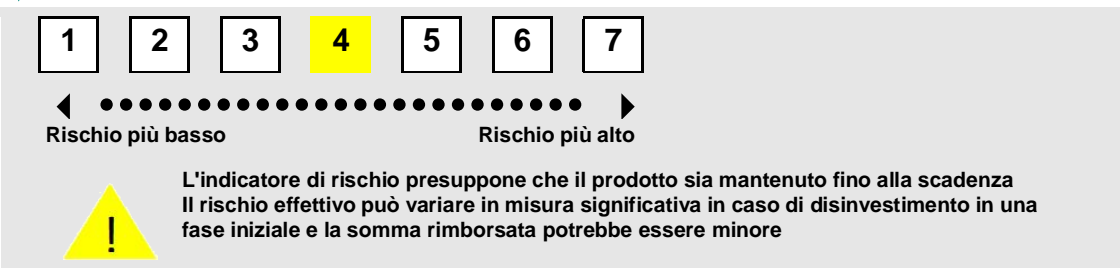 1 2 3 4 5 6 7
Rischio più basso Rischio più alto
L'indicatore di rischio presuppone che il prodotto sia mantenuto fino alla scadenza
Il rischio effettivo può variare in misura significativa in caso di disinvestimento in una
fase iniziale e la somma rimborsata potrebbe essere minore
!